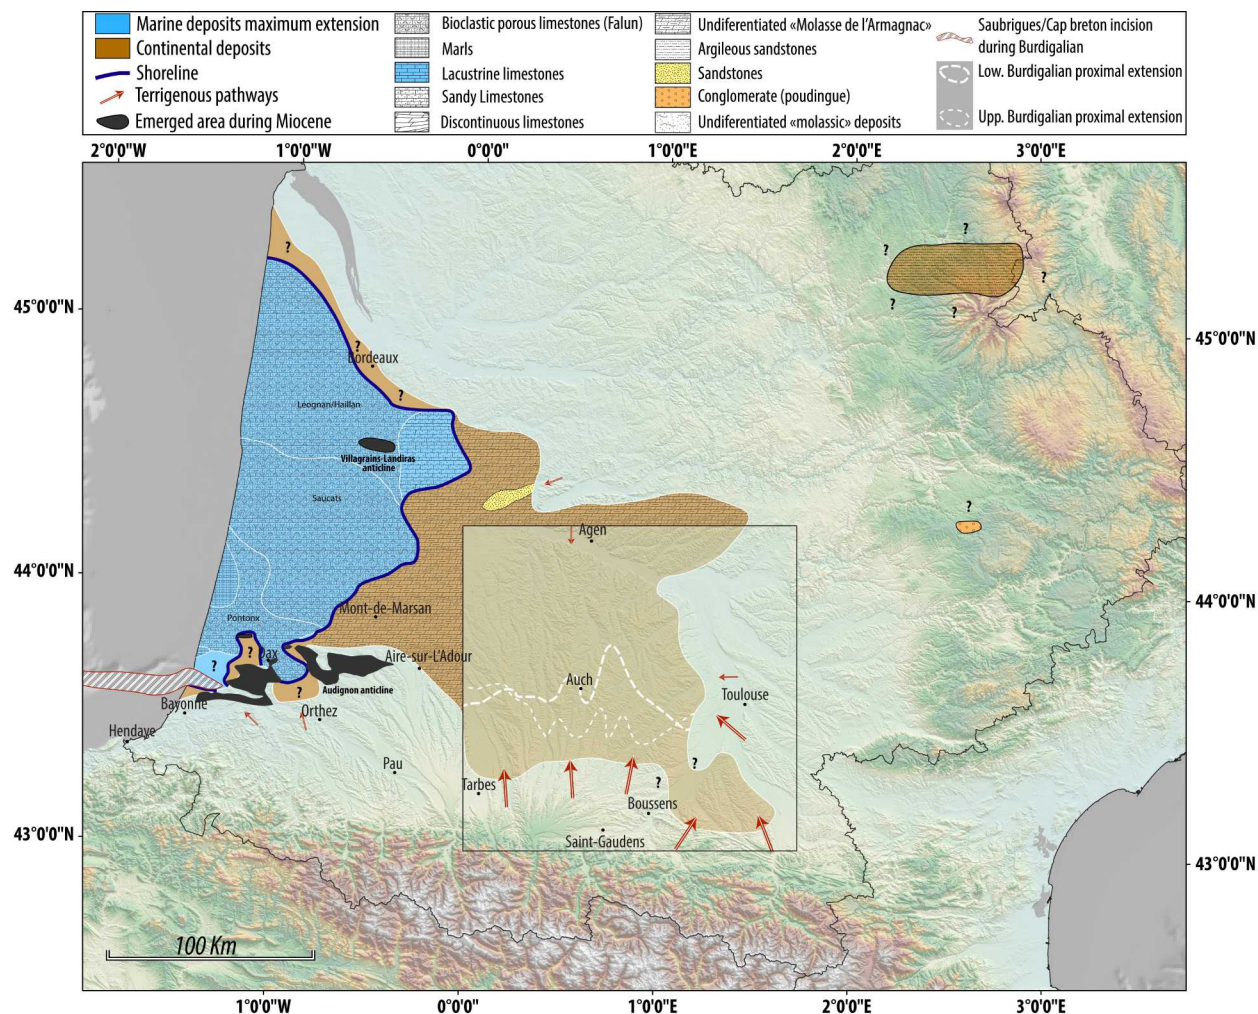 Marine deposits maximum extension
Continental deposits
Shoreline
Terrigenous pathways
Emerged area during Miocene
Bioclastic porous limestones (Falun)
Marls
Lacustrine limestones
Sandy Limestones
Discontinuous limestones
Undiferentiated «Molasse de l'Armagnac»
Argileous sandstones
Sandstones
Conglomerate (poudingue)
Undiferentiated «molassic» deposits
Saubrigues/Cap breton incision
during Burdigalian
Low. Burdigalian proximal extension
Upp. Burdigalian proximal extension
2°0'0"W 1°0'0"W 0°0'0" 1°0'0"E 2°0'0"E 3°0'0"E
?
?
?
?
45°0'0"N
?
?
45°0'0"N
?
Bordeaux
?
Léognan/Haillan
Villagrains-Landiras
anticline
Saucats
?
Agen
44°0'0"N
44°0'0"N
Mont-de-Marsan
Pontonx
?
Dax
Aire-sur-L'Adour
?
Audignon anticline
?
Auch
Toulouse
Bayonne
Orthez
Hendaye
Pau
?
?
Tarbes
Boussens
43°0'0"N
Saint-Gaudens
43°0'0"N
100 Km
1°0'0"W 0°0'0" 1°0'0"E 2°0'0"E 3°0'0"E